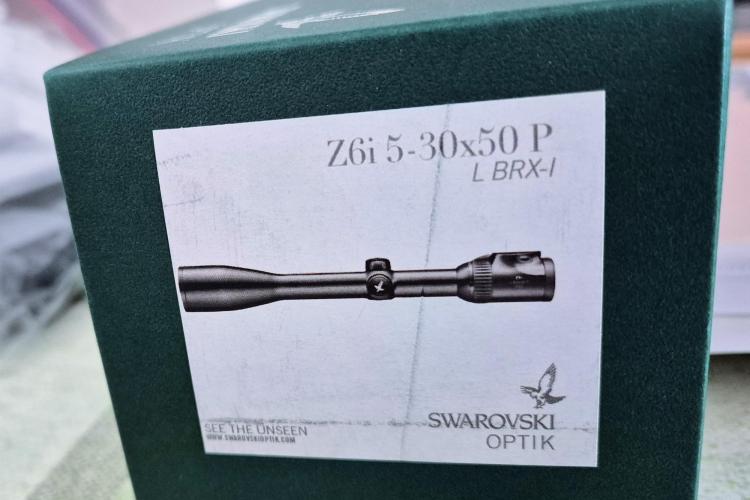 Z6i 5-30x50 P
L BRX-I
SEE THE UNSEEN
WWW.SWAROVSKIOPTIK.COM
SWAROVSKI
OPTIK